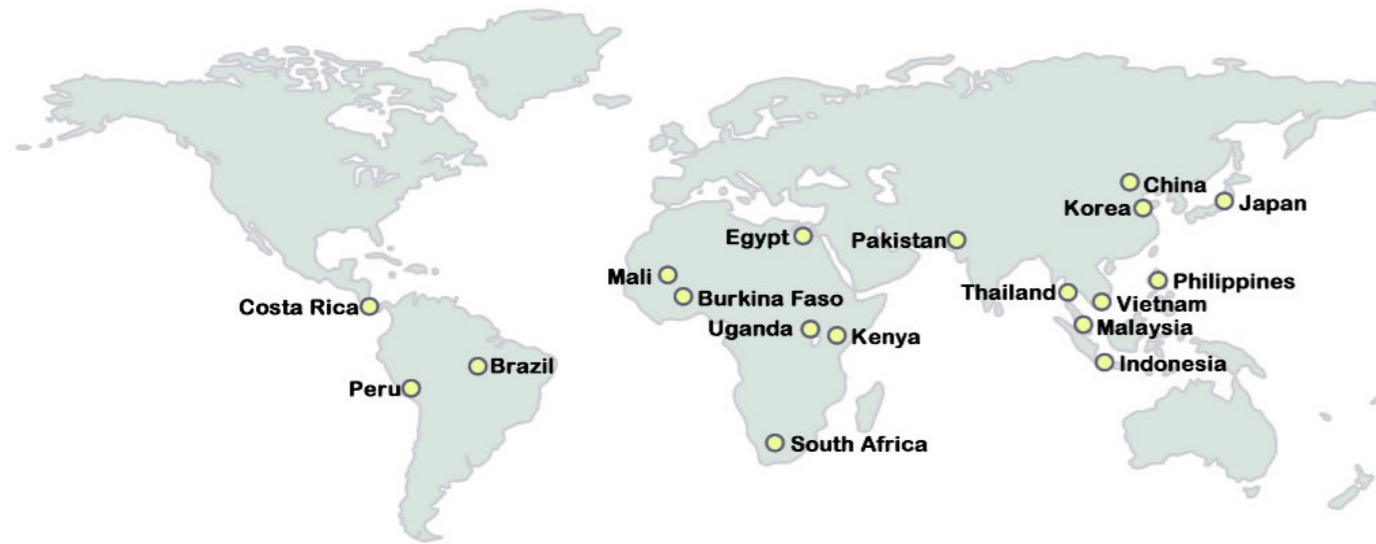 China
Korea
Japan
Egypt
Pakistan
Mali
Burkina Faso
Thailand
Philippines
Costa Rica
Vietnam
Uganda
Kenya
Malaysia
Brazil
Indonesia
Peru
South Africa